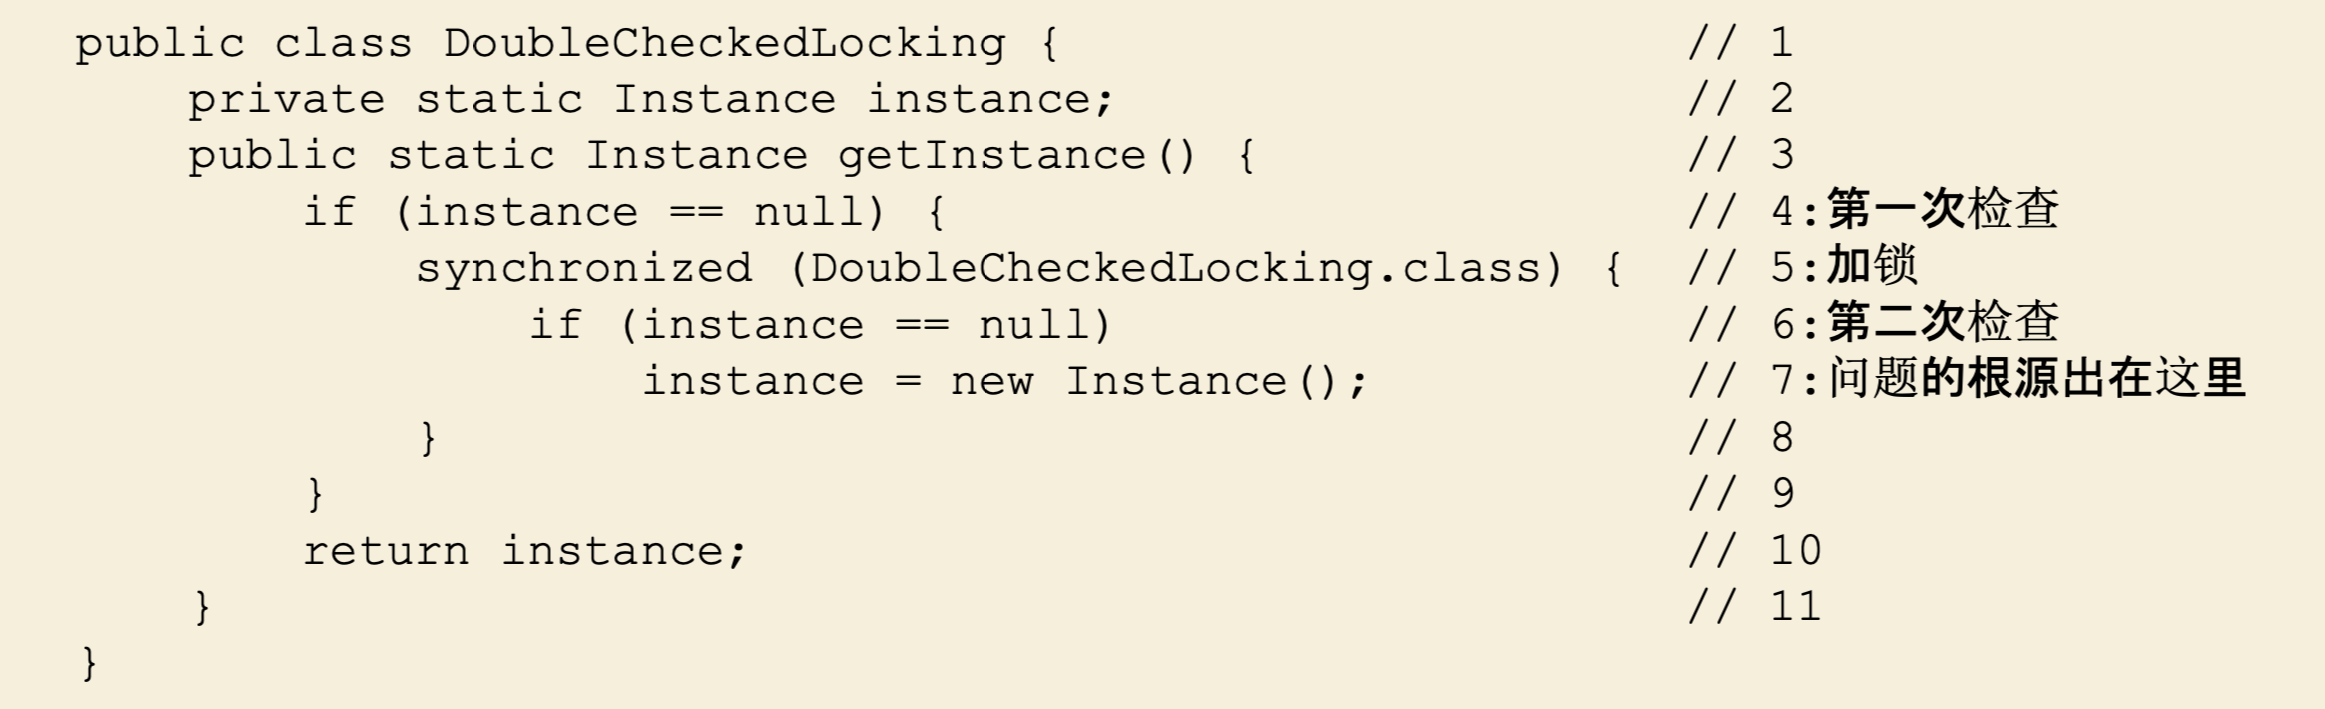 public class DoubleCheckedLocking { // 1
private static Instance instance; // 2
public static Instance getInstance() { // 3
if (instance == null) { // 4:第一次检查
synchronized (DoubleCheckedLocking.class) { // 5:加锁
if (instance == null) // 6:第二次检查
instance = new Instance(); // 7:问题的根源出在这里
} // 8
} // 9
return instance; // 10
} // 11
}